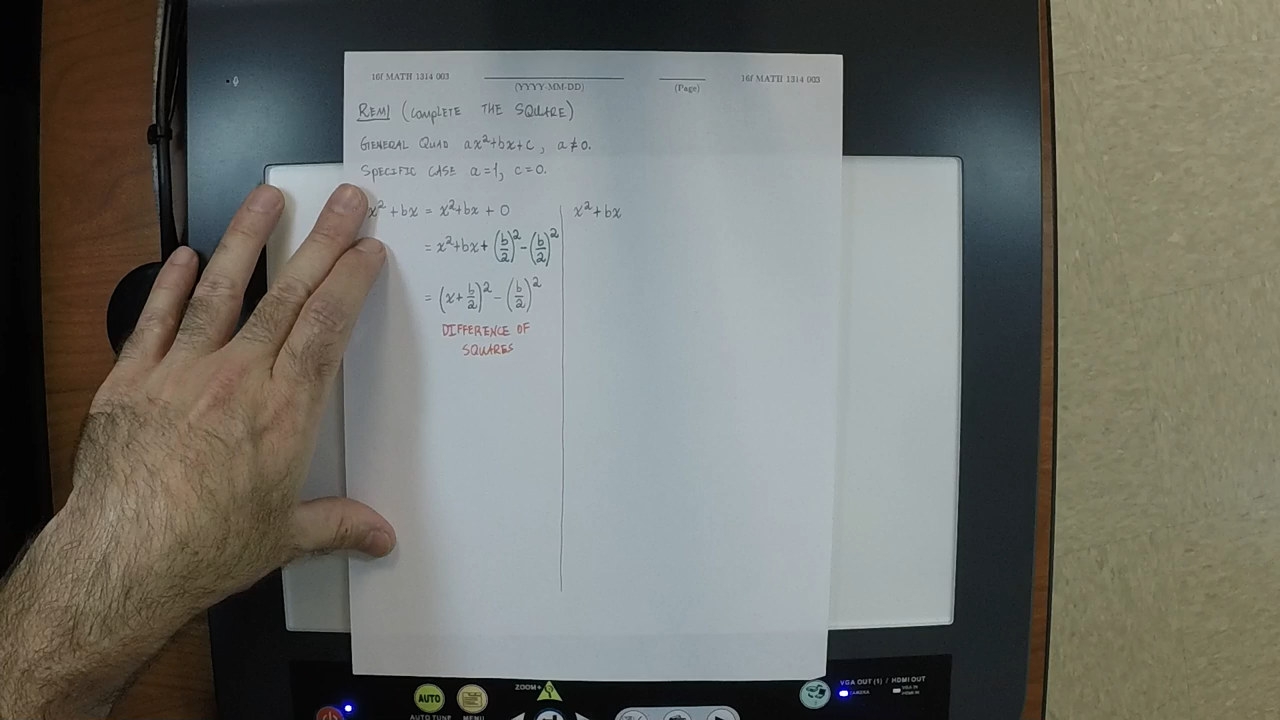 16f MATH 1314 003 (YYYY-MM-DD) (Page) 16f MATH 1314 003
REM (COMPLETE THE SQUARE)
GENERAL QUAD ax²+bx+c, a≠0.
SPECIFIC CASE a=1, c=0.
x²+bx = x²+bx+0
= x²+bx+(b/2)²-(b/2)²
= (x+b/2)²-(b/2)²
DIFFERENCE OF
SQUARES
x²+bx
ZOOM+
VGA OUT (1) / HDMI OUT
CAMERA
AUTO
AUTO TUNE
MENU